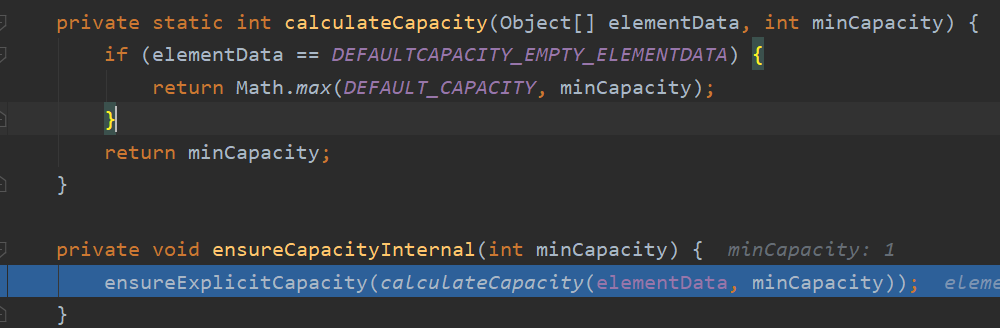 private static int calculateCapacity(Object[] elementData, int minCapacity) {
if (elementData == DEFAULTCAPACITY_EMPTY_ELEMENTDATA) {
return Math.max(DEFAULT_CAPACITY, minCapacity);
}
return minCapacity;
}
private void ensureCapacityInternal(int minCapacity) { minCapacity: 1
ensureExplicitCapacity(calculateCapacity(elementData, minCapacity)); eleme
}